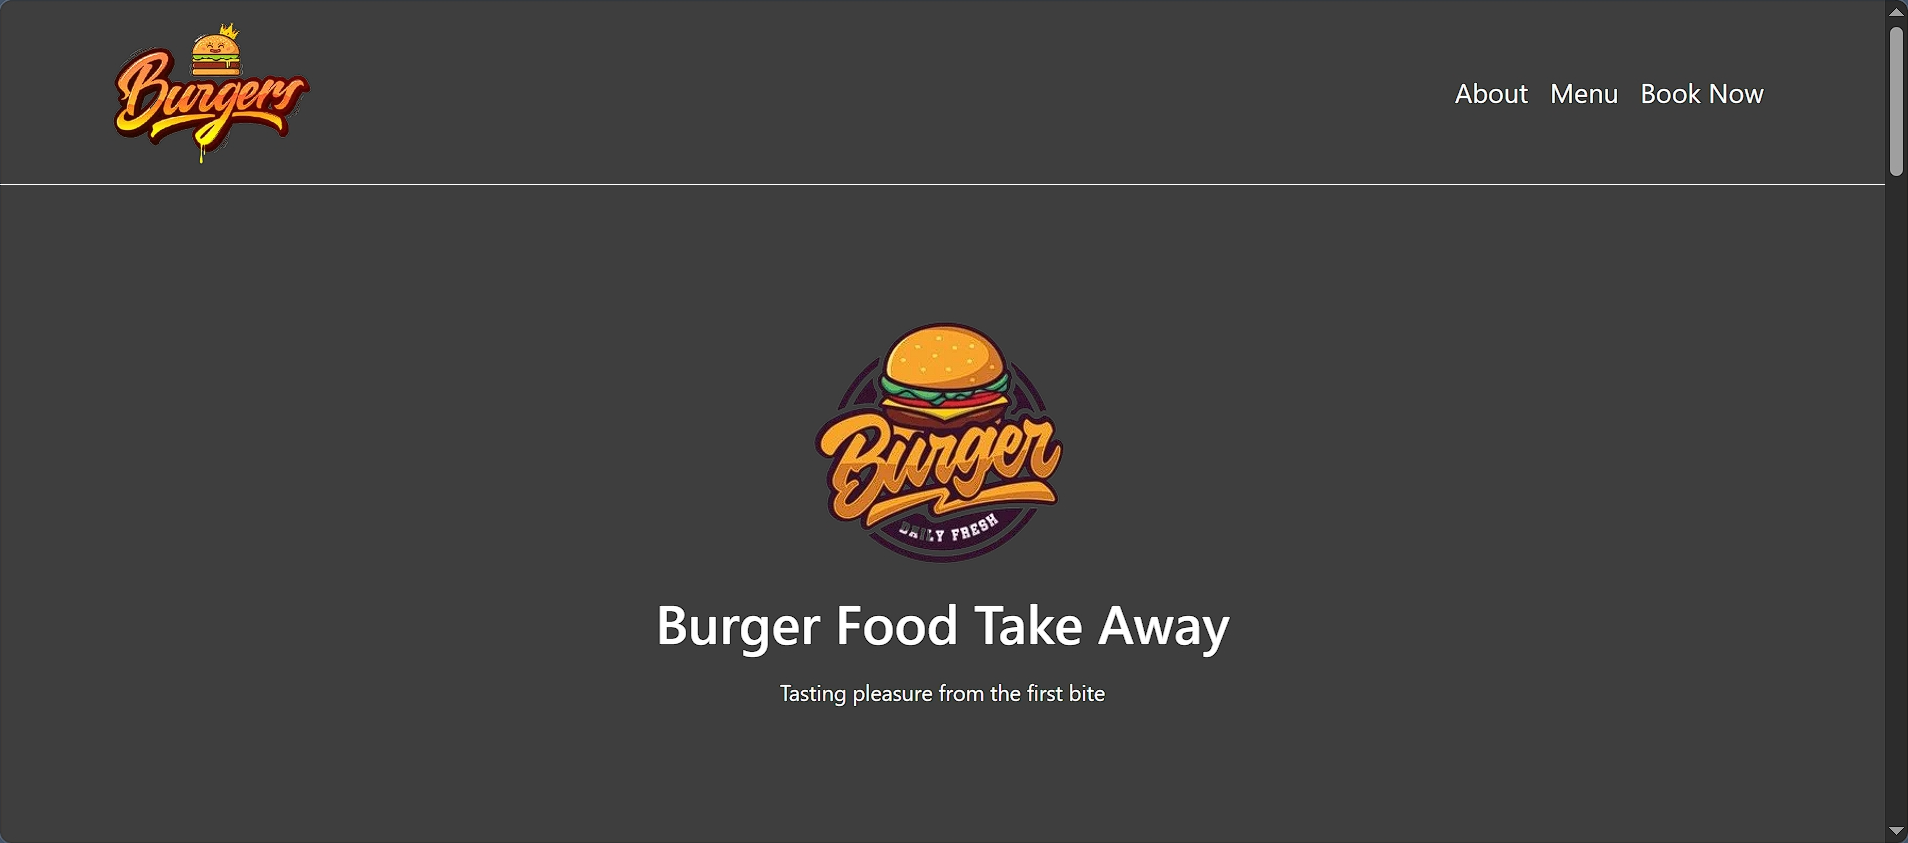 Burgers
About Menu Book Now
Burger
DAILY FRESH
Burger Food Take Away
Tasting pleasure from the first bite